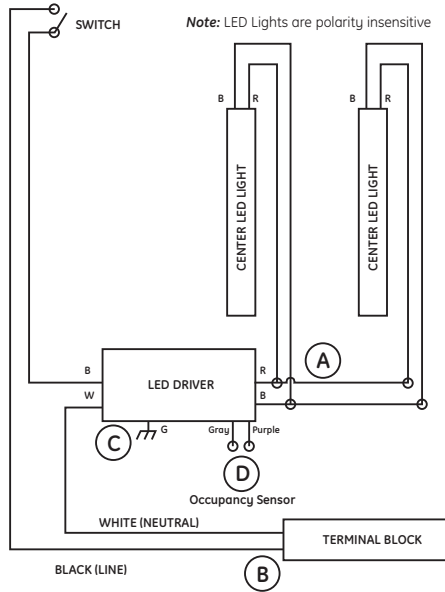 SWITCH
Note: LED Lights are polarity insensitive
B R
B R
CENTER LED LIGHT
CENTER LED LIGHT
A
B
W
LED DRIVER
R
B
C
G
Gray
Purple
D
Occupancy Sensor
WHITE (NEUTRAL)
TERMINAL BLOCK
BLACK (LINE)
B